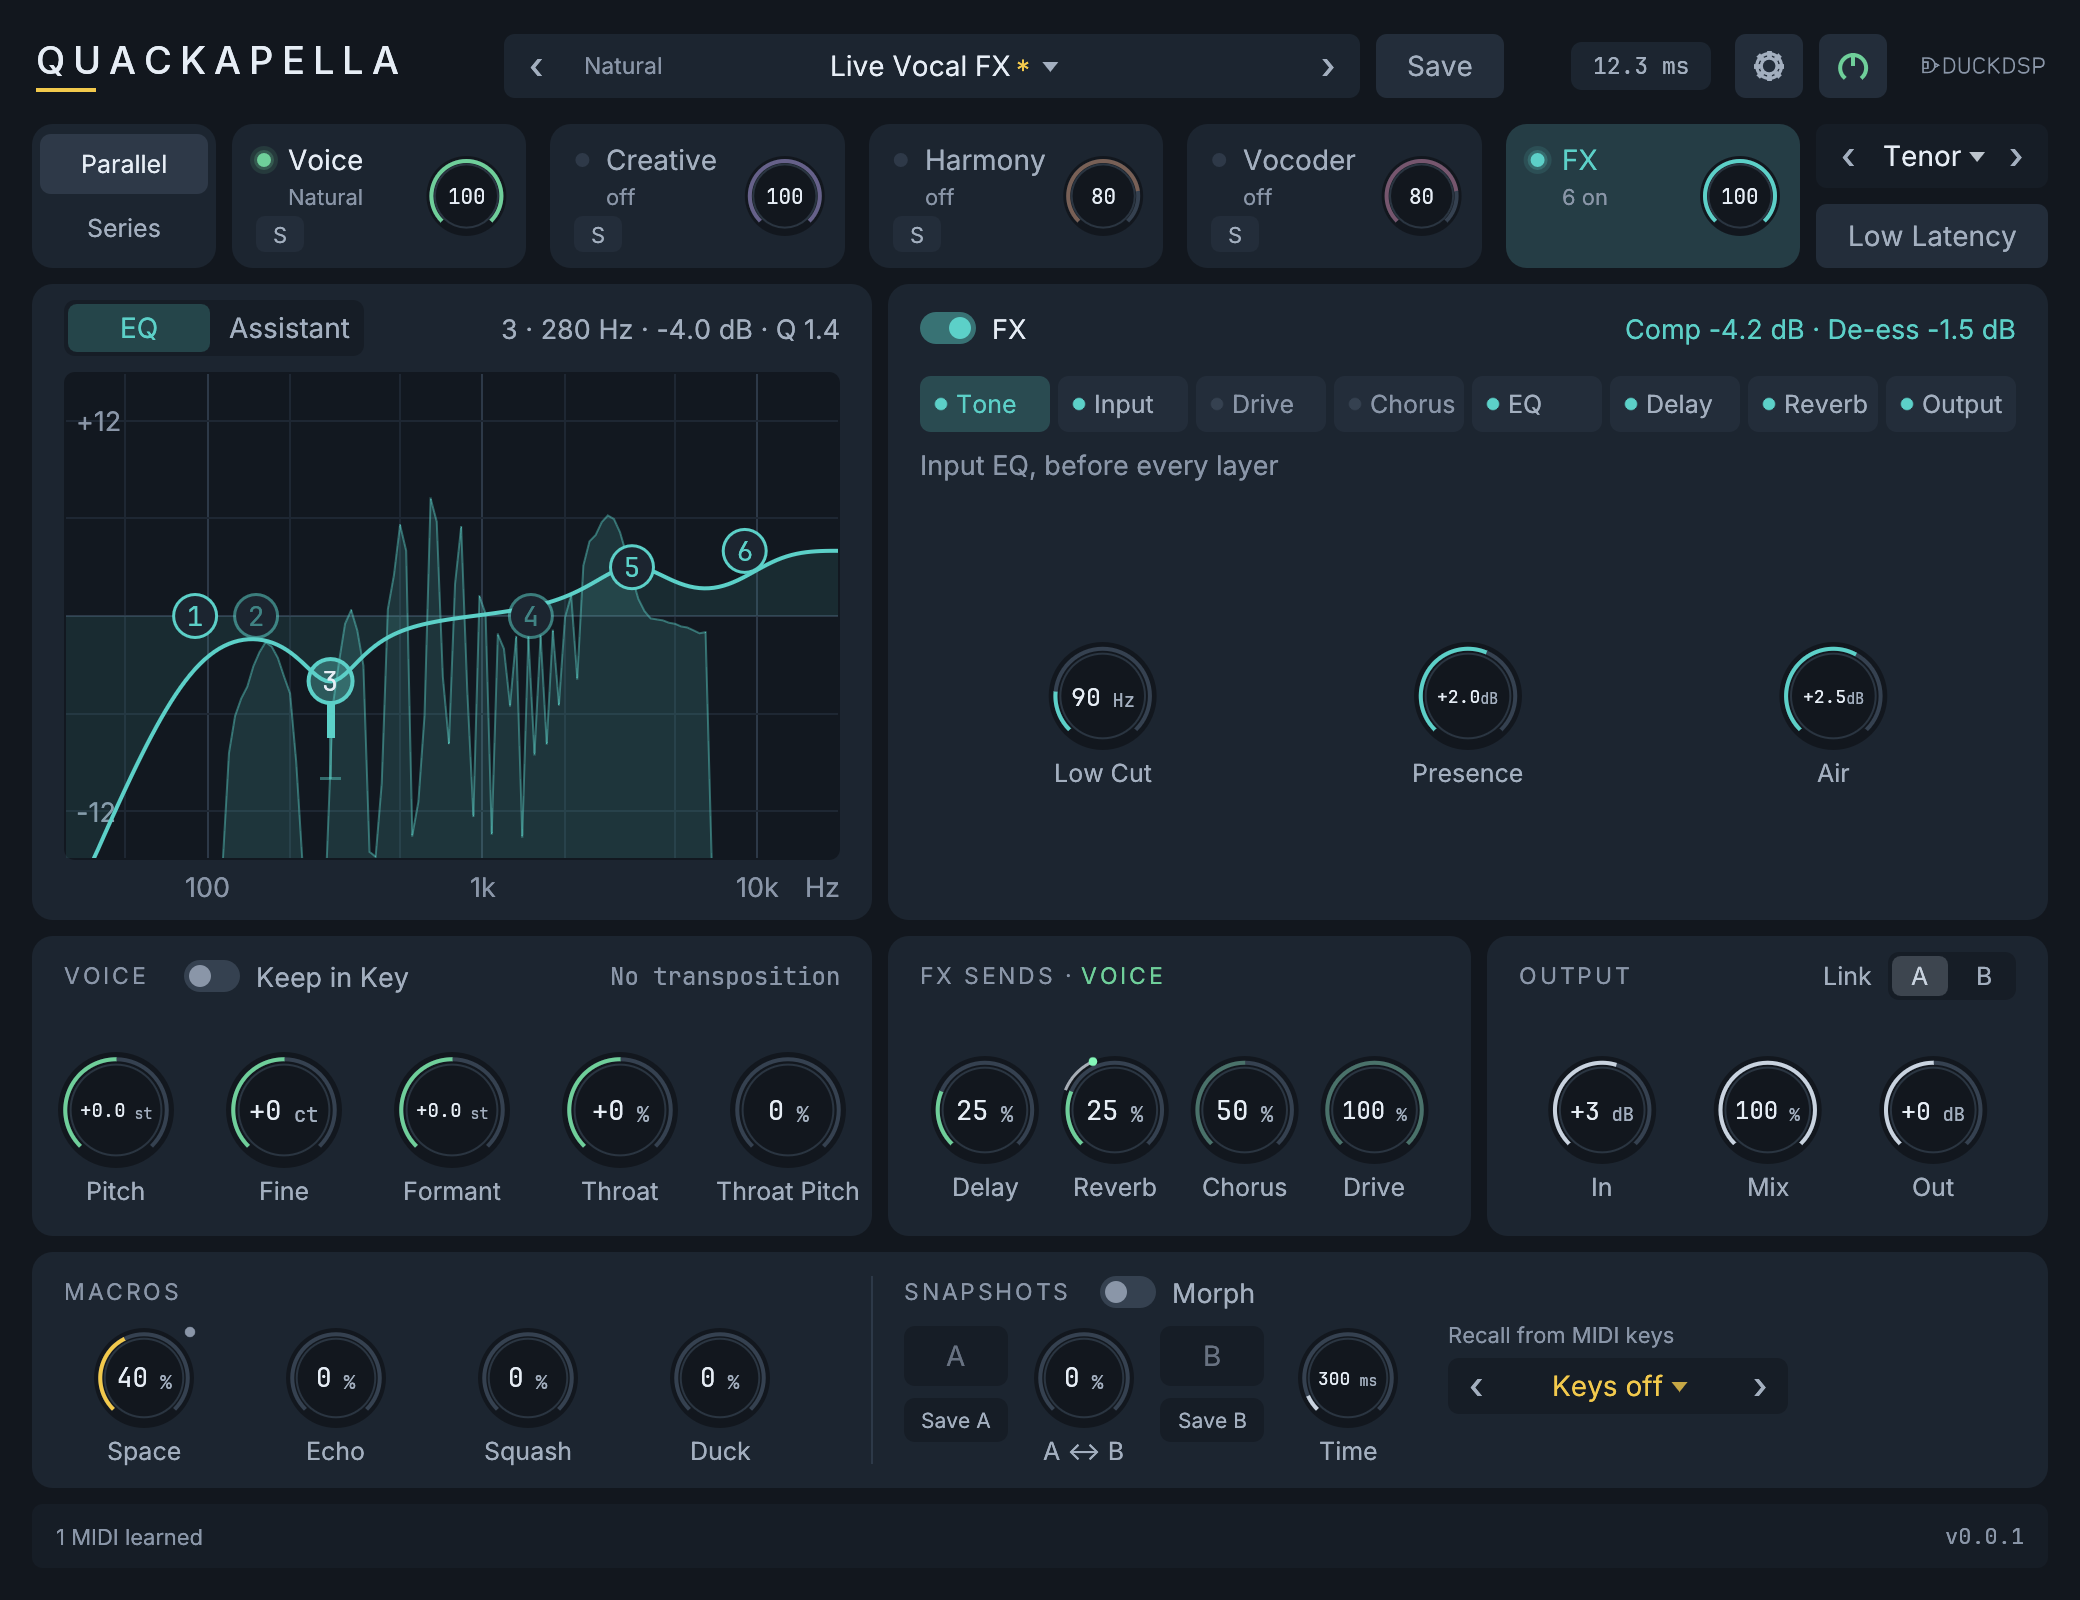 QUACKAPELLA
‹ Natural Live Vocal FX* ›
Save
12.3 ms
DUCKDSP
Parallel
Series
Voice
Natural
S
100
Creative
off
S
100
Harmony
off
S
80
Vocoder
off
S
80
FX
6 on
100
‹ Tenor ›
Low Latency
EQ Assistant
3 · 280 Hz · -4.0 dB · Q 1.4
+12
1 2 3 4 5 6
-12
100 1k 10k Hz
FX
Comp -4.2 dB · De-ess -1.5 dB
Tone Input Drive Chorus EQ Delay Reverb Output
Input EQ, before every layer
90 Hz +2.0dB +2.5dB
Low Cut Presence Air
VOICE Keep in Key No transposition
+0.0 st +0 ct +0.0 st +0 % 0 %
Pitch Fine Formant Throat Throat Pitch
FX SENDS · VOICE
25 % 25 % 50 % 100 %
Delay Reverb Chorus Drive
OUTPUT Link A B
+3 dB 100 % +0 dB
In Mix Out
MACROS
40 % 0 % 0 % 0 %
Space Echo Squash Duck
SNAPSHOTS Morph
A 0 % B 300 ms
Save A Save B
A ↔ B Time
Recall from MIDI keys
‹ Keys off ›
1 MIDI learned
v0.0.1